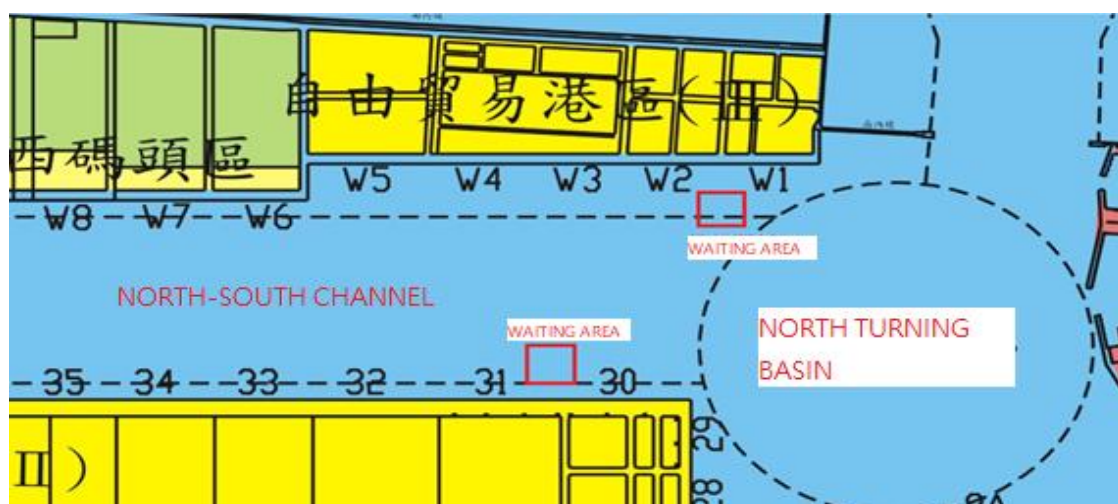 自由貿易港區(Ⅲ)
西碼頭區
W5
W4
W3
W2
W1
W8
W7
W6
WAITING AREA
NORTH-SOUTH CHANNEL
WAITING AREA
NORTH TURNING
BASIN
35
34
33
32
31
30
29
28
Ⅱ)